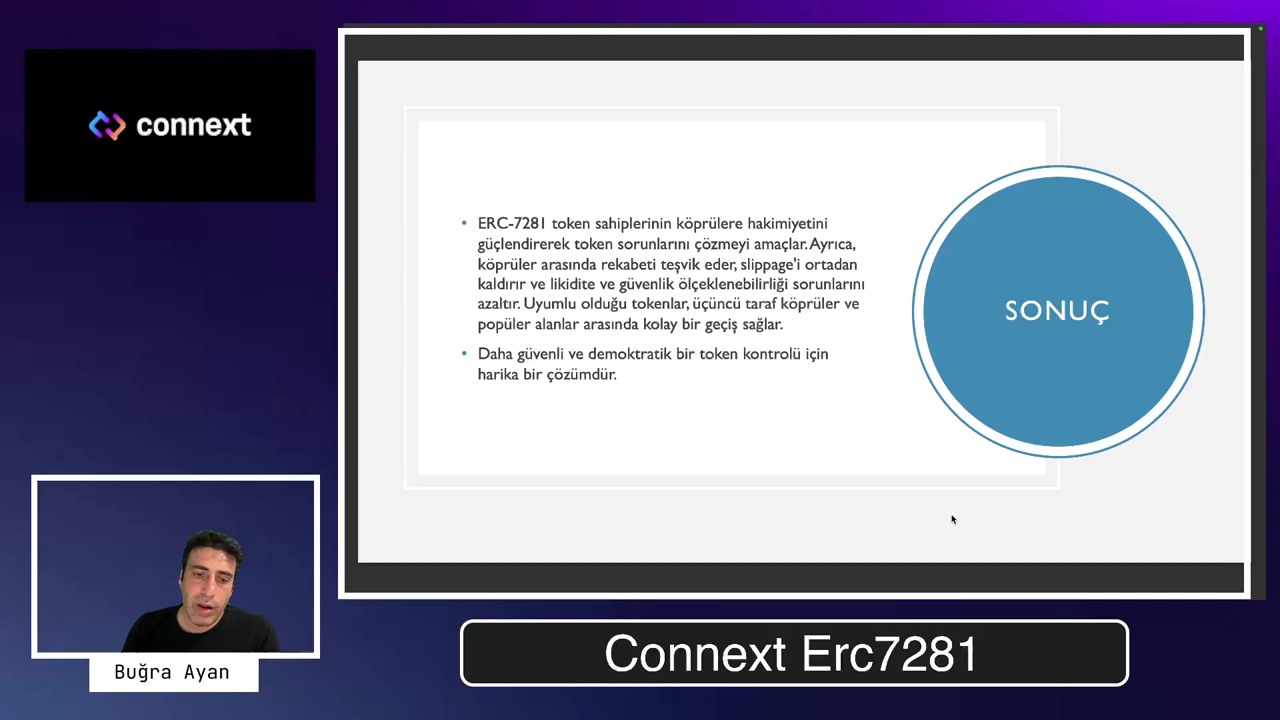 connext
• ERC-7281 token sahiplerinin köprülere hakimiyetini
güçlendirerek token sorunlarını çözmeyi amaçlar. Ayrıca,
köprüler arasında rekabeti teşvik eder, slippage'i ortadan
kaldırır ve likidite ve güvenlik ölçeklenebilirliği sorunlarını
azaltır. Uyumlu olduğu tokenlar, üçüncü taraf köprüler ve
popüler alanlar arasında kolay bir geçiş sağlar.
• Daha güvenli ve demoktratik bir token kontrolü için
harika bir çözümdür.
SONUÇ
Buğra Ayan
Connext Erc7281